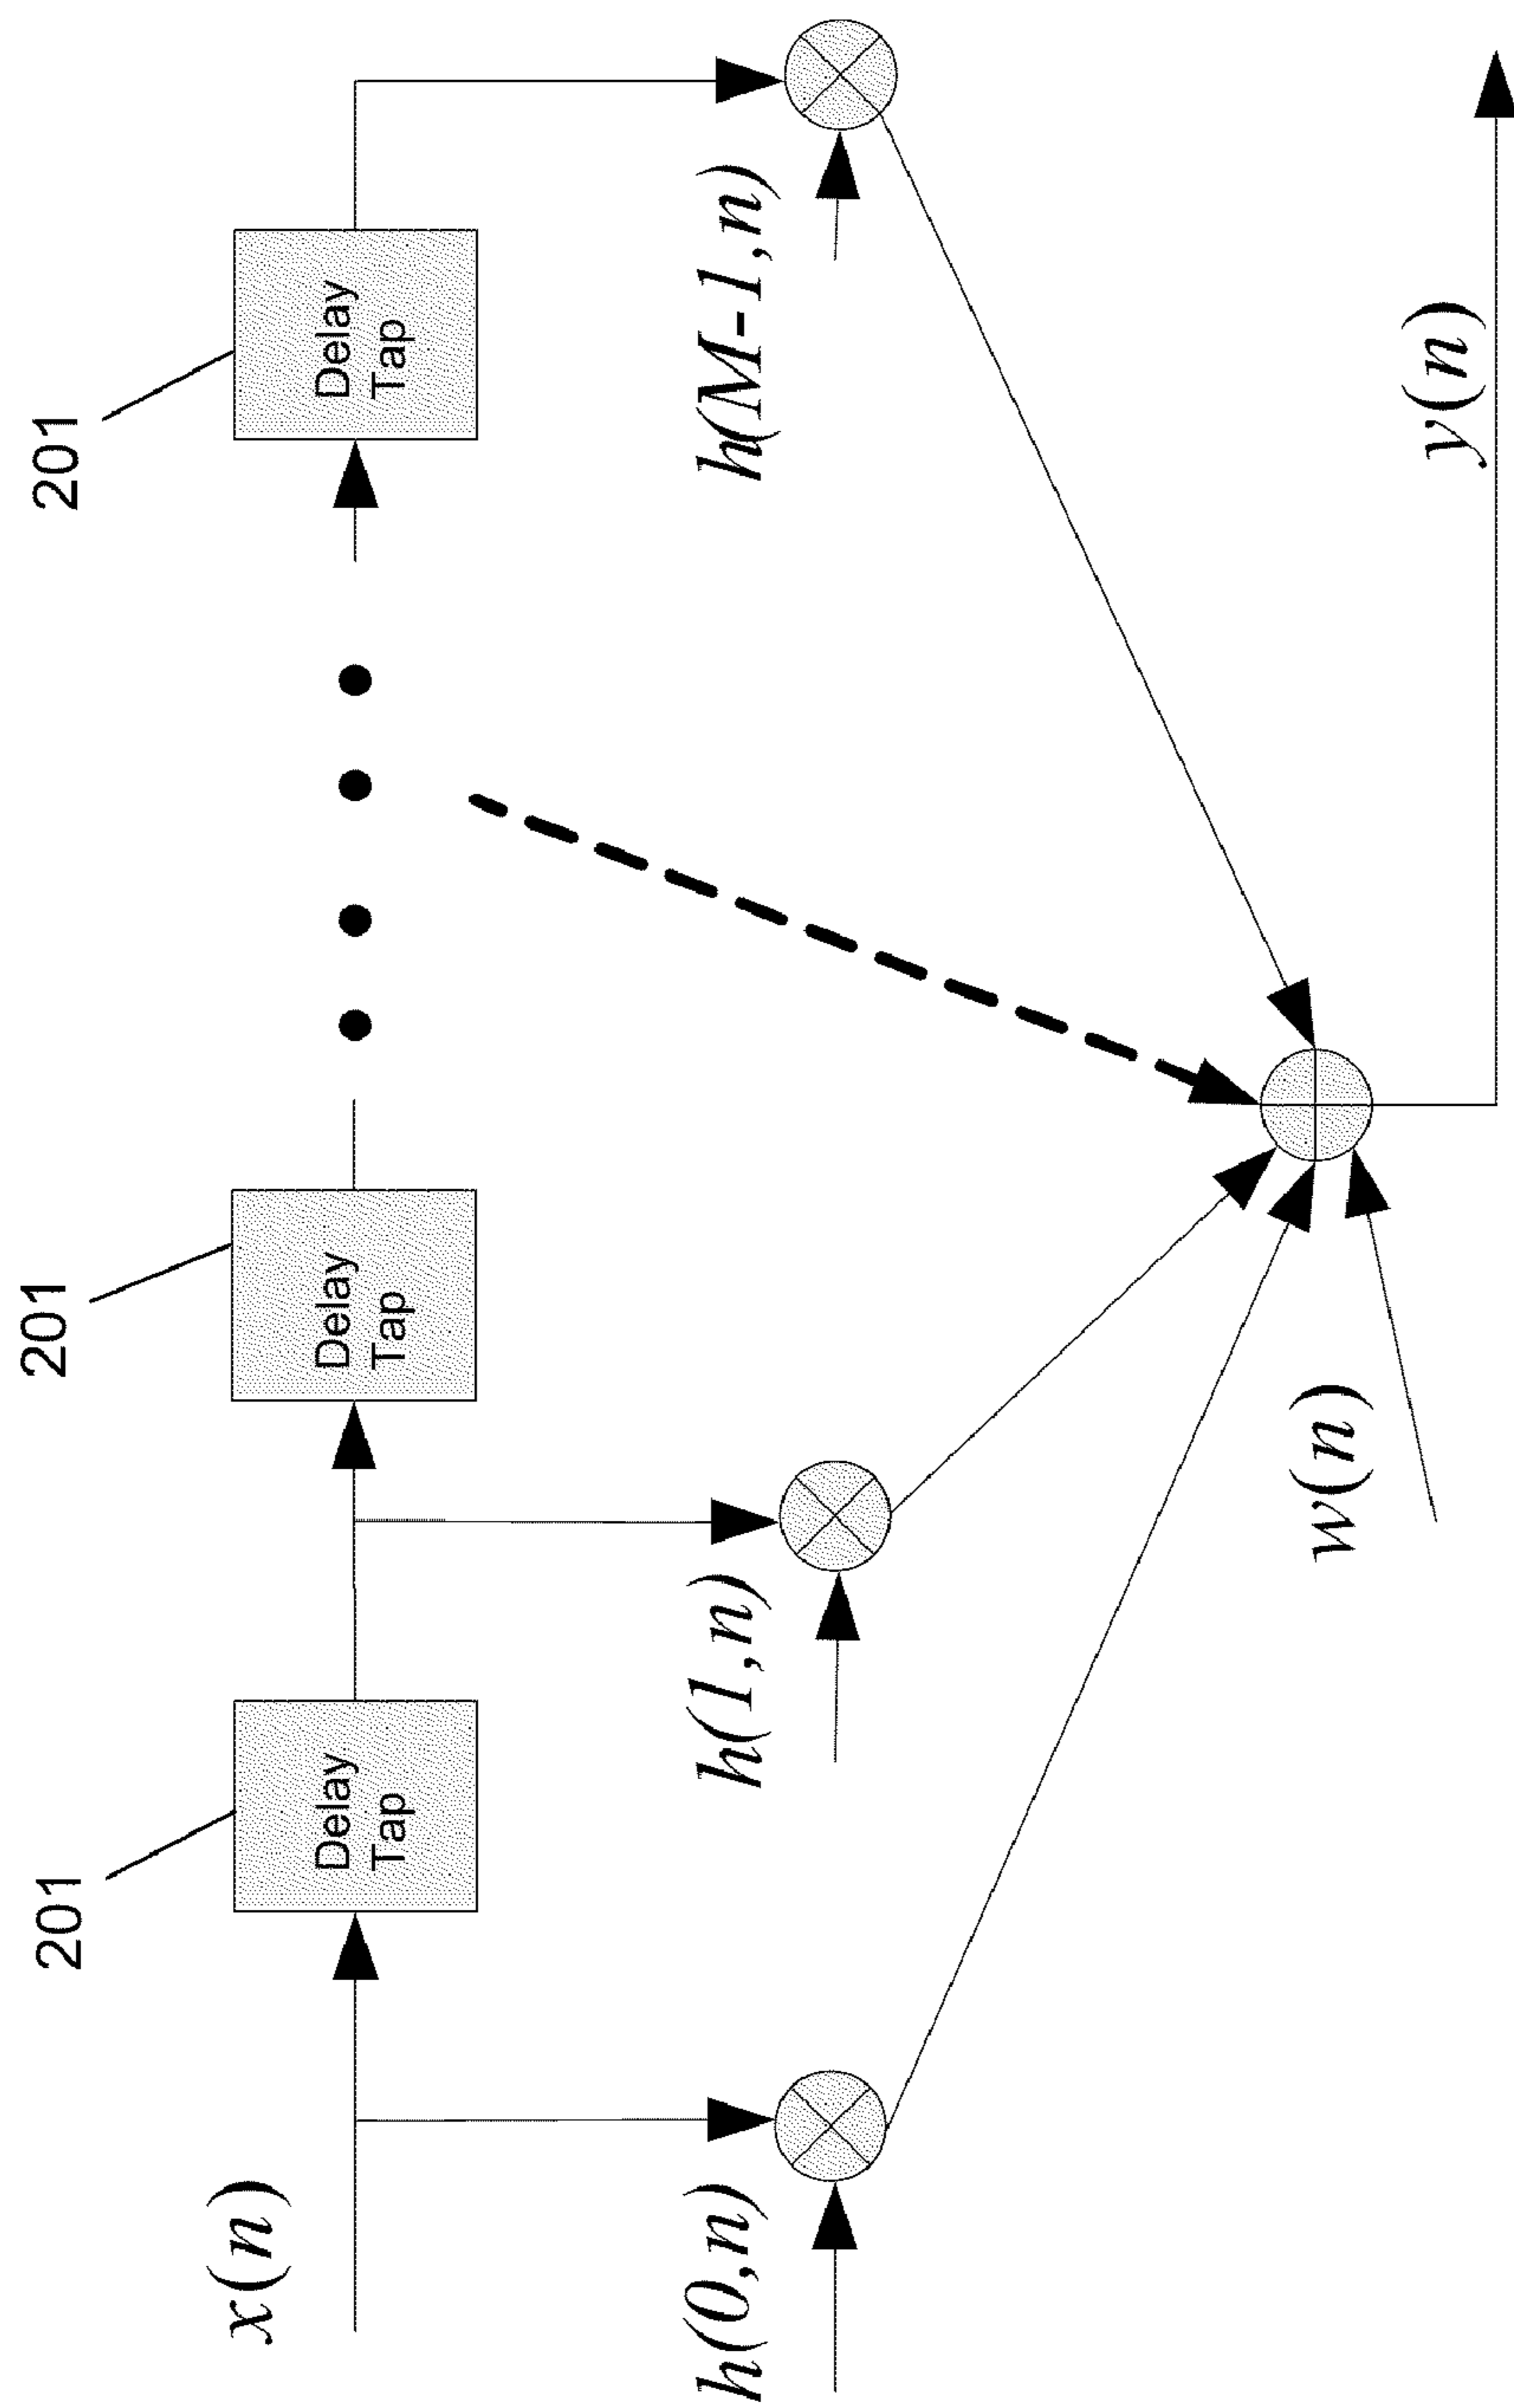 201
201
201
Delay
Tap
Delay
Tap
Delay
Tap
x(n)
h(0,n)
h(1,n)
h(M-1,n)
w(n)
y(n)